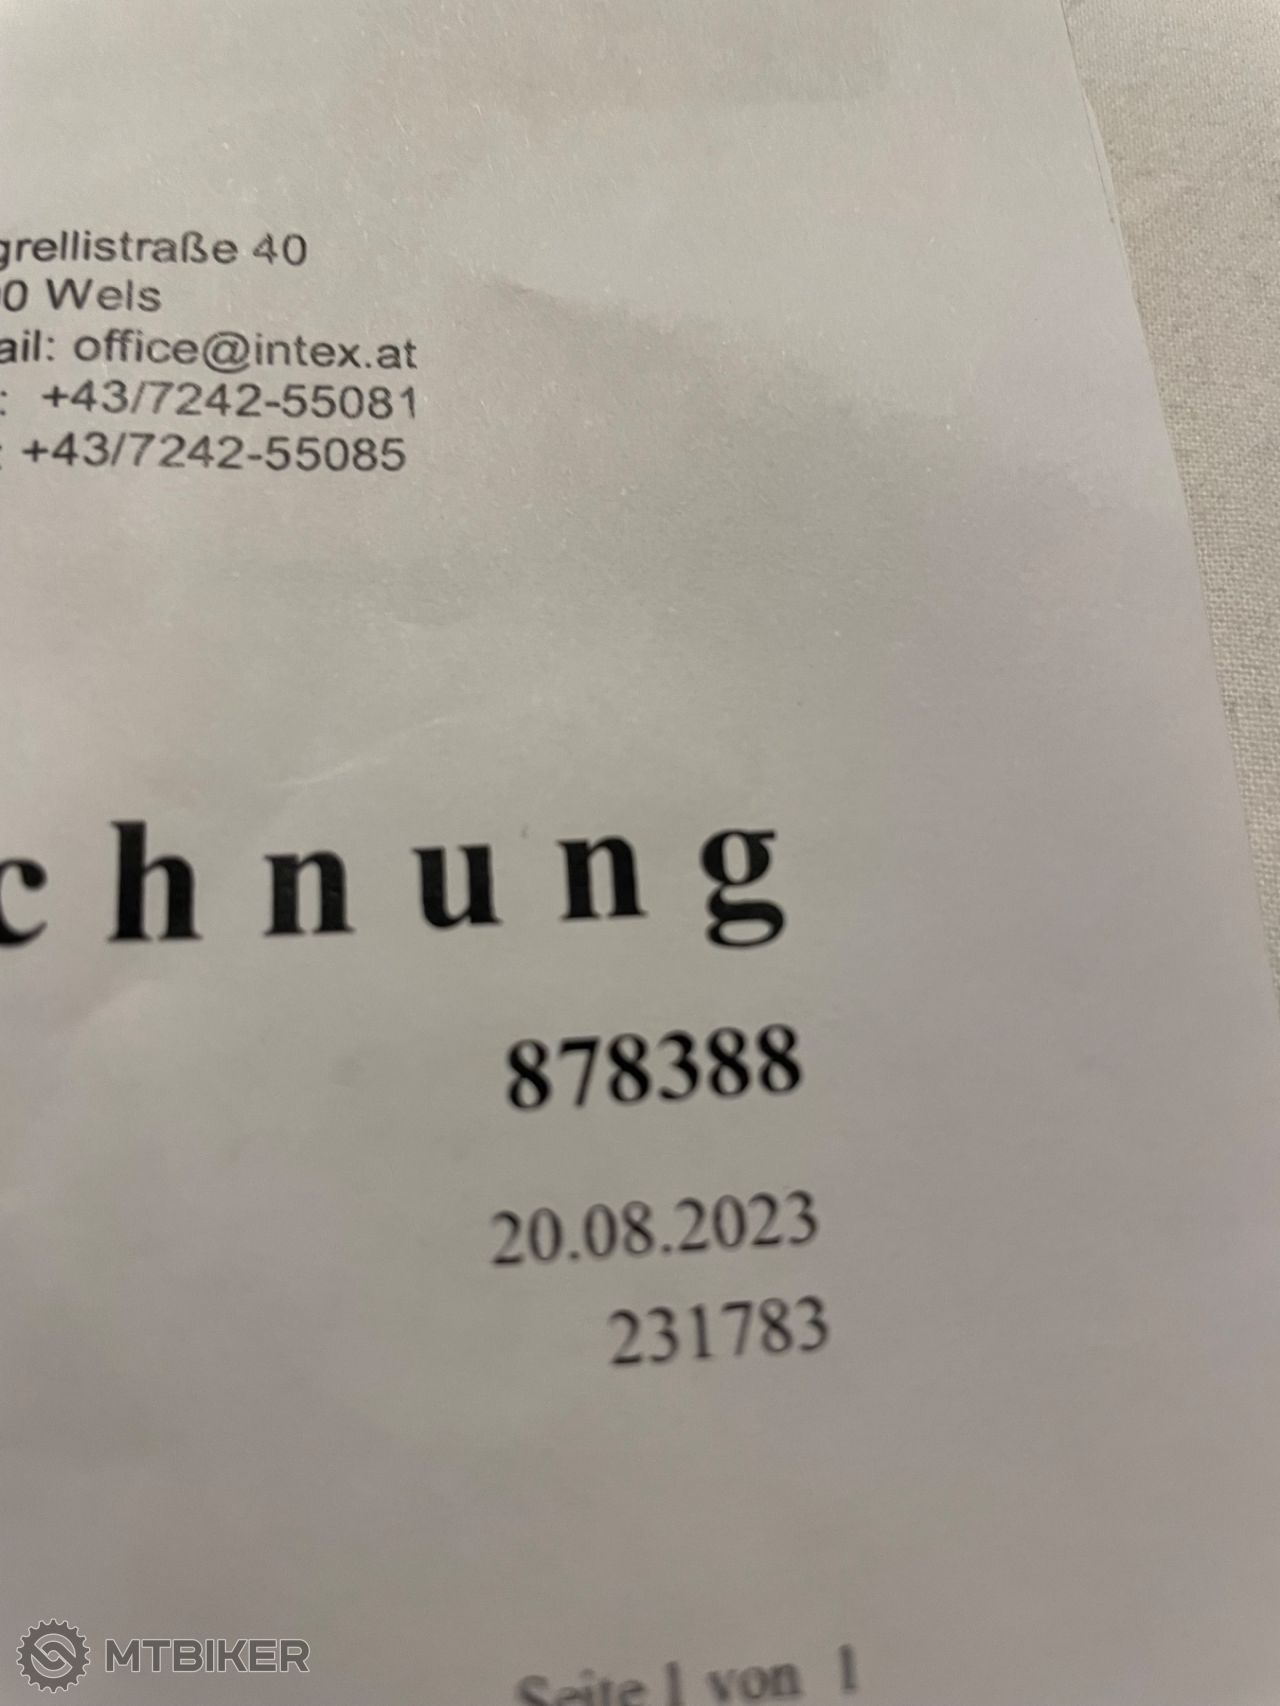 grellistraße 40
0 Wels
ail: office@intex.at
: +43/7242-55081
: +43/7242-55085
chnung
878388
20.08.2023
231783
Seite 1 von 1
MTBIKER